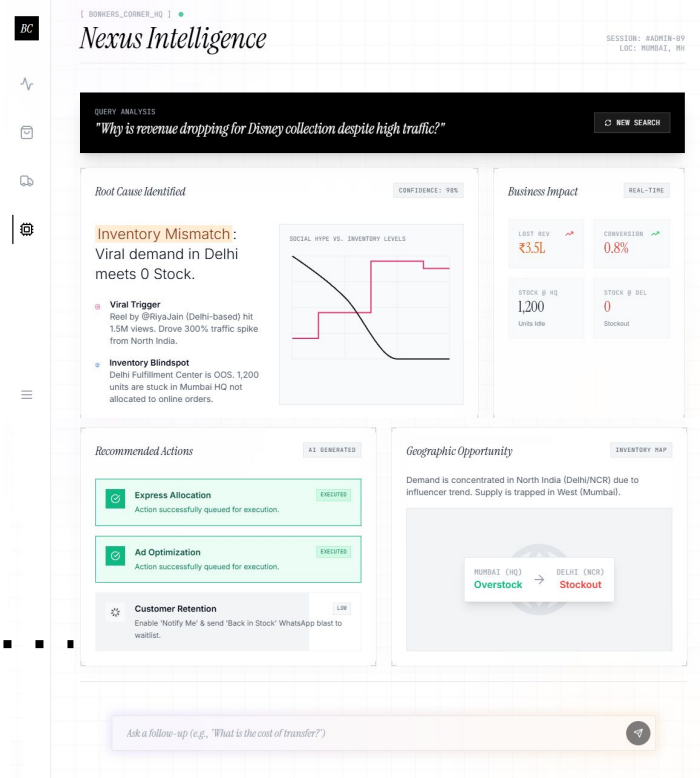 BC
[ BONKERS_CORNER_HQ ]
Nexus Intelligence
SESSION: #ADMIN-89
LOC: MUMBAI, MH
QUERY ANALYSIS
"Why is revenue dropping for Disney collection despite high traffic?"
NEW SEARCH
Root Cause Identified
CONFIDENCE: 98%
Inventory Mismatch:
Viral demand in Delhi
meets 0 Stock.
Viral Trigger
Reel by @RiyaJain (Delhi-based) hit
1.5M views. Drove 300% traffic spike
from North India.
Inventory Blindspot
Delhi Fulfillment Center is OOS. 1,200
units are stuck in Mumbai HQ not
allocated to online orders.
SOCIAL HYPE VS. INVENTORY LEVELS
Business Impact
REAL-TIME
LOST REV
₹3.5L
CONVERSION
0.8%
STOCK @ HQ
1,200
Units Idle
STOCK @ DEL
0
Stockout
Recommended Actions
AI GENERATED
Express Allocation
EXECUTED
Action successfully queued for execution.
Ad Optimization
EXECUTED
Action successfully queued for execution.
Customer Retention
LOW
Enable 'Notify Me' & send 'Back in Stock' WhatsApp blast to
waitlist.
Geographic Opportunity
INVENTORY MAP
Demand is concentrated in North India (Delhi/NCR) due to
influencer trend. Supply is trapped in West (Mumbai).
MUMBAI (HQ)
Overstock
DELHI (NCR)
Stockout
Ask a follow-up (e.g., "What is the cost of transfer?")